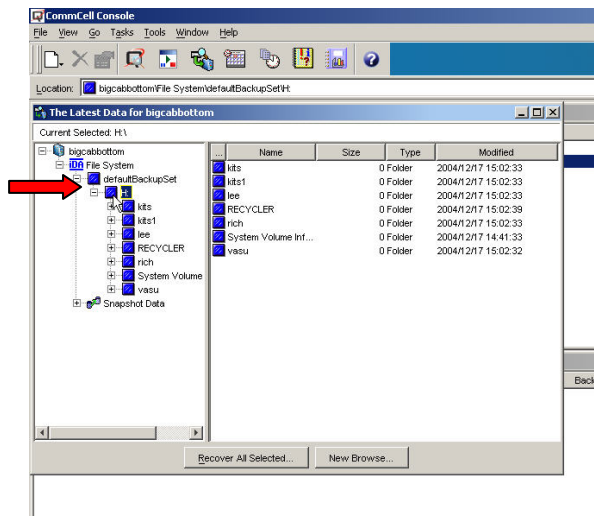 CommCell Console
File View Go Tasks Tools Window Help
Location: bigcabbottom\File System\defaultBackupSet\H:
The Latest Data for bigcabbottom
Current Selected: H:\
bigcabbottom
iDA File System
defaultBackupSet
H:
kits
kits1
lee
RECYCLER
rich
System Volume
vasu
Snapshot Data
... Name Size Type Modified
kits 0 Folder 2004/12/17 15:02:33
kits1 0 Folder 2004/12/17 15:02:33
lee 0 Folder 2004/12/17 15:02:33
RECYCLER 0 Folder 2004/12/17 15:02:39
rich 0 Folder 2004/12/17 15:02:33
System Volume Inf... 0 Folder 2004/12/17 14:41:33
vasu 0 Folder 2004/12/17 15:02:32
Back
Recover All Selected... New Browse...